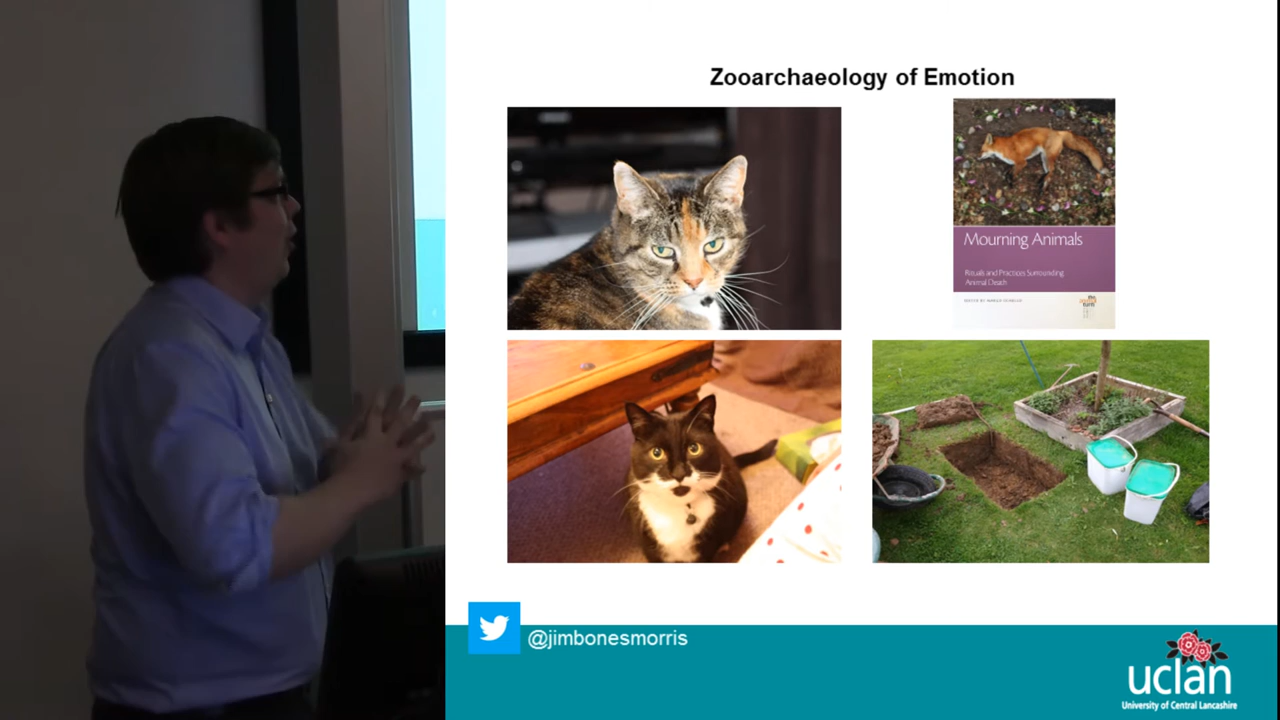 Zooarchaeology of Emotion
Mourning Animals
Rituals and Practices Surrounding
Animal Death
@jimbonesmorris
uclan
University of Central Lancashire